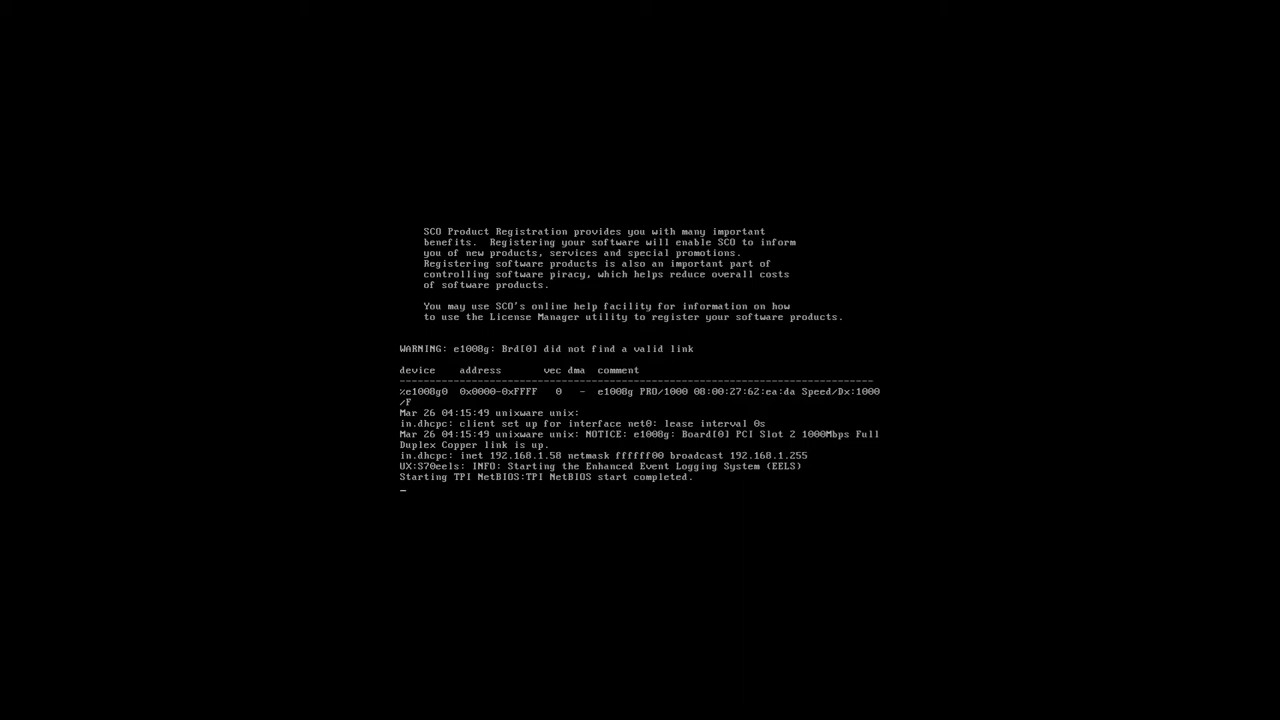 SCO Product Registration provides you with many important
benefits.  Registering your software will enable SCO to inform
you of new products, services and special promotions.
Registering software products is also an important part of
controlling software piracy, which helps reduce overall costs
of software products.
You may use SCO's online help facility for information on how
to use the License Manager utility to register your software products.
WARNING: e1008g: Brd[0] did not find a valid link
device    address       vec dma  comment
-------------------------------------------------------------------------------
%e1008g0  0x0000-0xFFFF   0   -  e1008g PRO/1000 08:00:27:62:ea:da Speed/Dx:1000
/F
Mar 26 04:15:49 unixware unix:
in.dhcpc: client set up for interface net0: lease interval 0s
Mar 26 04:15:49 unixware unix: NOTICE: e1008g: Board[0] PCI Slot 2 1000Mbps Full
Duplex Copper link is up.
in.dhcpc: inet 192.168.1.58 netmask ffffff00 broadcast 192.168.1.255
UX:S70eels: INFO: Starting the Enhanced Event Logging System (EELS)
Starting TPI NetBIOS:TPI NetBIOS start completed.